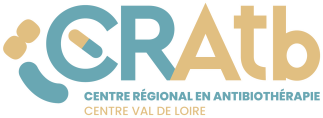 CRAtb
CENTRE RÉGIONAL EN ANTIBIOTHÉRAPIE
CENTRE VAL DE LOIRE